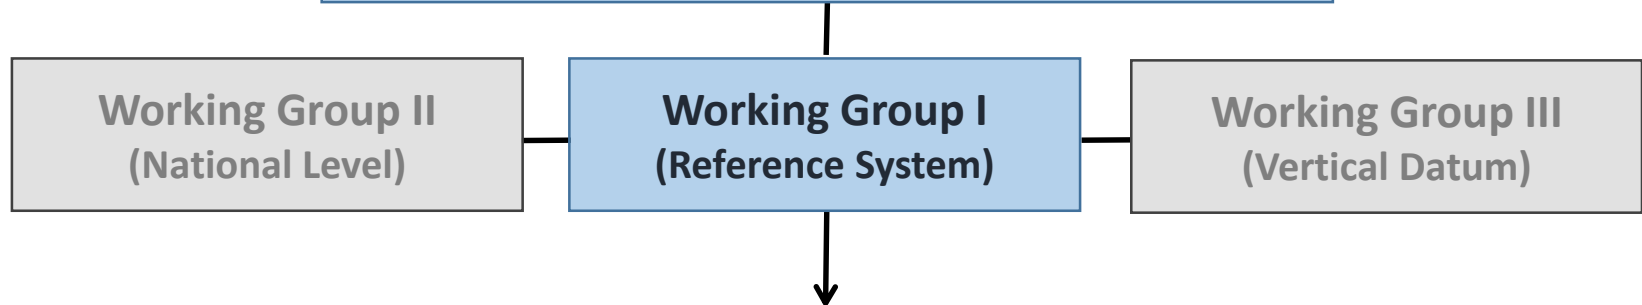 Working Group II
(National Level)
Working Group I
(Reference System)
Working Group III
(Vertical Datum)